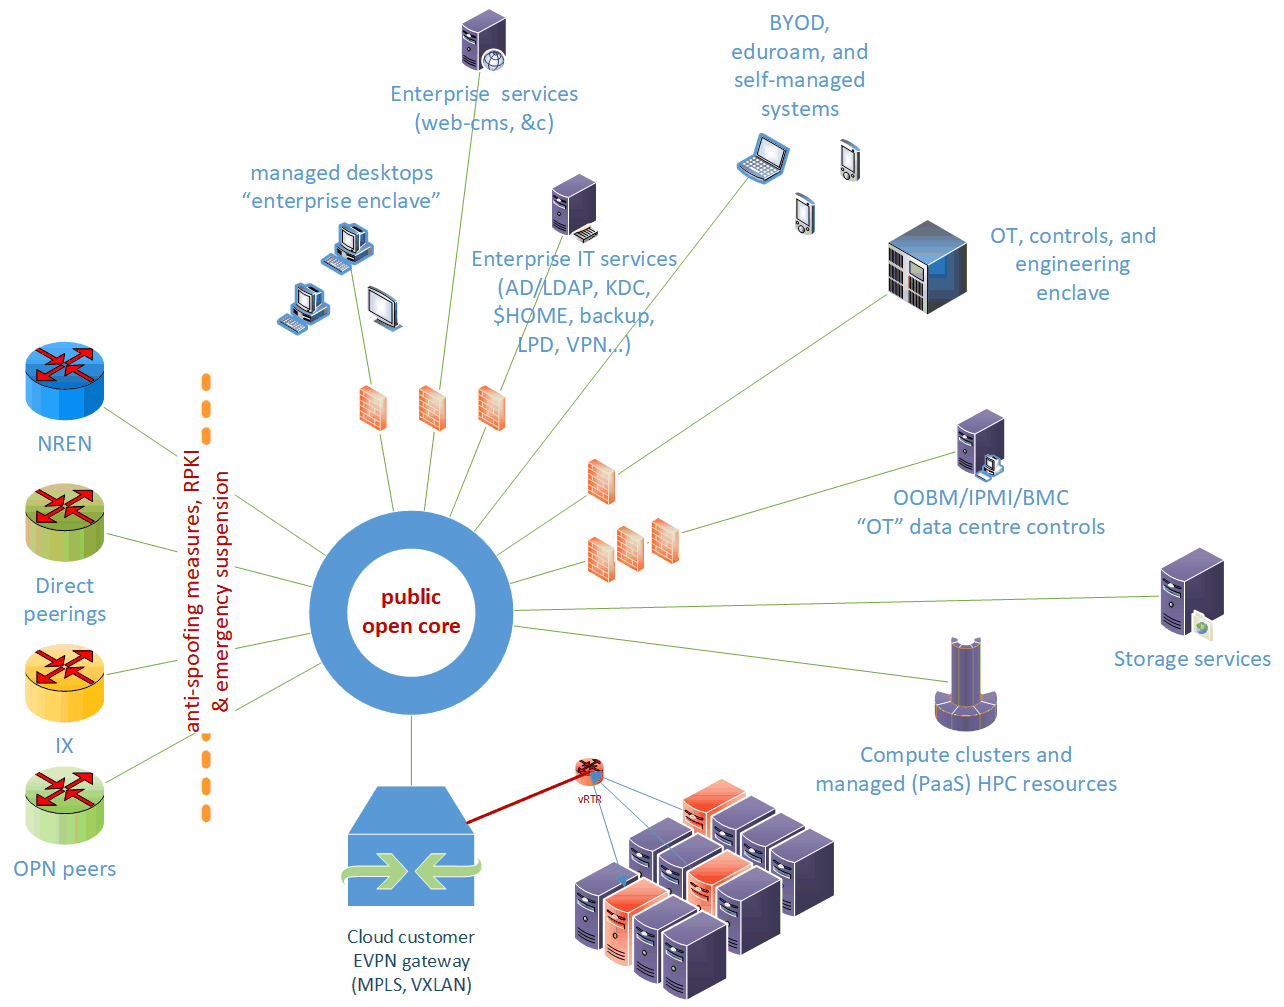 BYOD,
eduroam, and
self-managed
systems
Enterprise services
(web-cms, &c)
managed desktops
“enterprise enclave”
Enterprise IT services
(AD/LDAP, KDC,
$HOME, backup,
LPD, VPN...)
OT, controls, and
engineering
enclave
NREN
Direct
peerings
IX
OPN peers
anti-spoofing measures, RPKI
& emergency suspension
public
open core
OOBM/IPMI/BMC
“OT” data centre controls
Storage services
Compute clusters and
managed (PaaS) HPC resources
vRTR
Cloud customer
EVPN gateway
(MPLS, VXLAN)